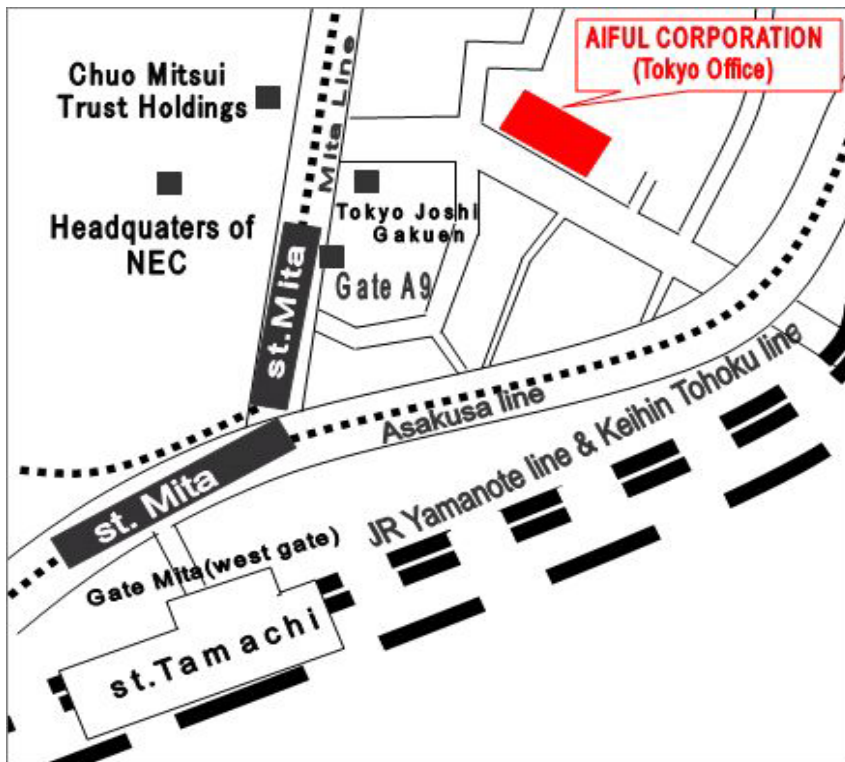 AIFUL CORPORATION
(Tokyo Office)
Chuo Mitsui
Trust Holdings
Mita Line
Headquaters of
NEC
Tokyo Joshi
Gakuen
Gate A9
st.Mita
Asakusa line
JR Yamanote line & Keihin Tohoku line
st. Mita
Gate Mita(west gate)
st.Tamachi